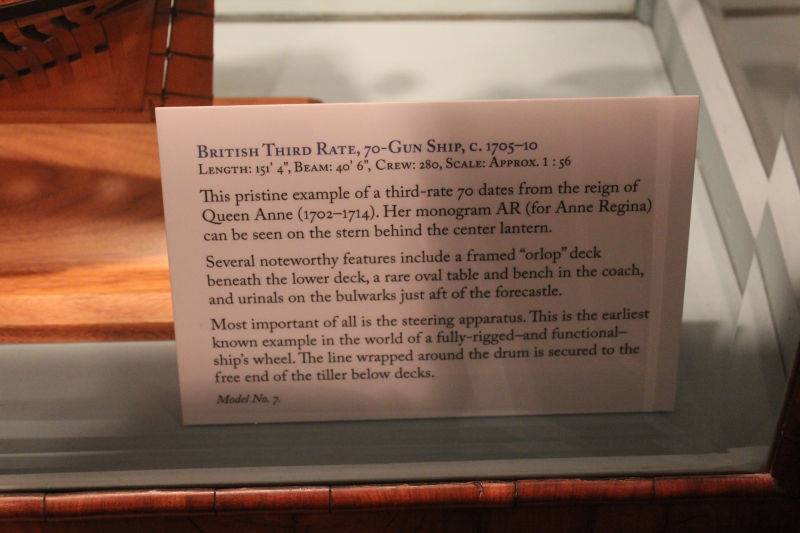 British Third Rate, 70-Gun Ship, c. 1705–10
Length: 151' 4", Beam: 40' 6", Crew: 280, Scale: Approx. 1 : 56
This pristine example of a third-rate 70 dates from the reign of
Queen Anne (1702–1714). Her monogram AR (for Anne Regina)
can be seen on the stern behind the center lantern.
Several noteworthy features include a framed “orlop” deck
beneath the lower deck, a rare oval table and bench in the coach,
and urinals on the bulwarks just aft of the forecastle.
Most important of all is the steering apparatus. This is the earliest
known example in the world of a fully-rigged–and functional–
ship's wheel. The line wrapped around the drum is secured to the
free end of the tiller below decks.
Model No. 7.